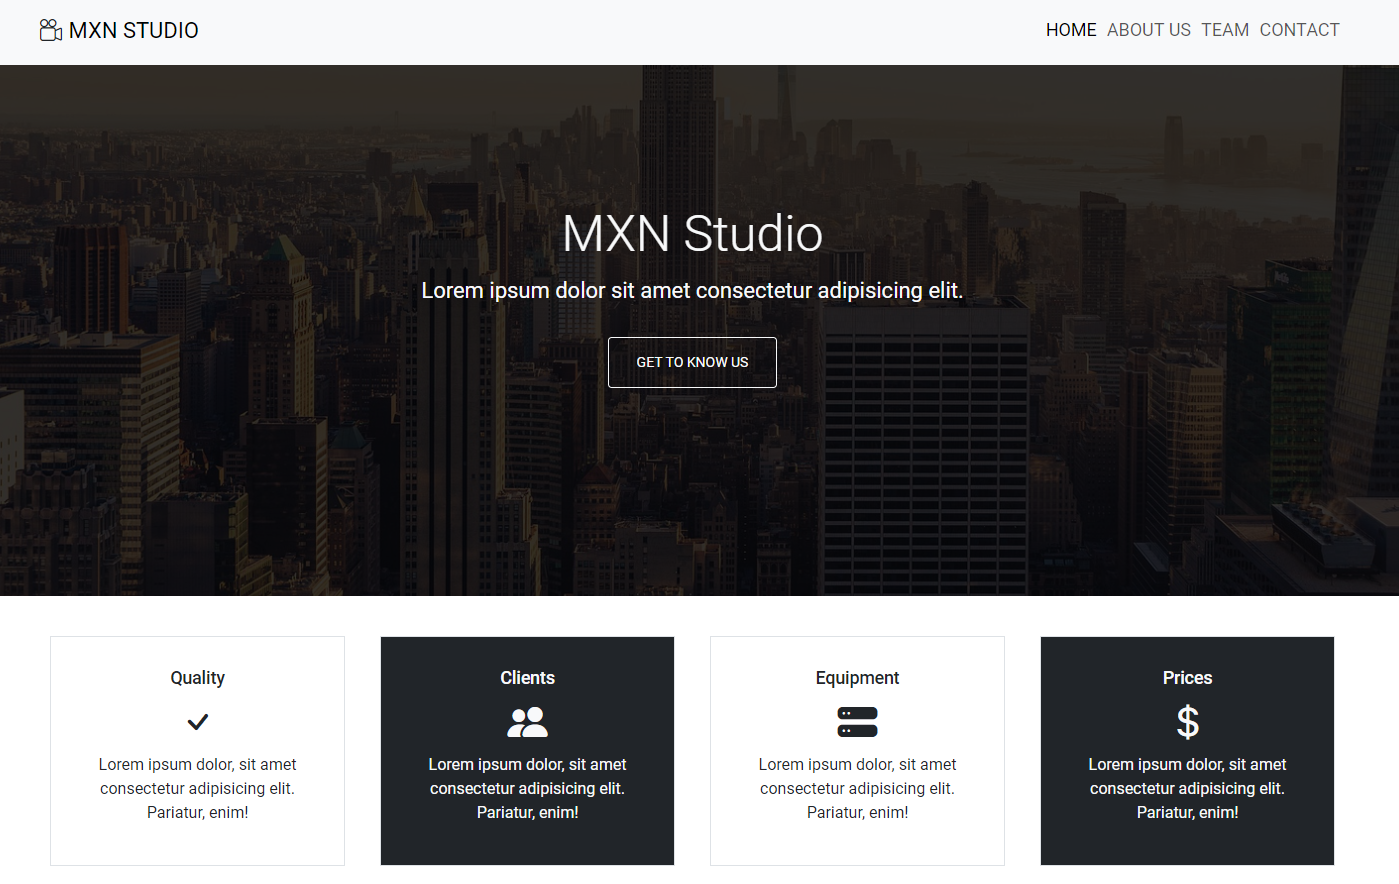 MXN STUDIO
HOME ABOUT US TEAM CONTACT
MXN Studio
Lorem ipsum dolor sit amet consectetur adipisicing elit.
GET TO KNOW US
Quality
Lorem ipsum dolor, sit amet
consectetur adipisicing elit.
Pariatur, enim!
Clients
Lorem ipsum dolor, sit amet
consectetur adipisicing elit.
Pariatur, enim!
Equipment
Lorem ipsum dolor, sit amet
consectetur adipisicing elit.
Pariatur, enim!
Prices
$
Lorem ipsum dolor, sit amet
consectetur adipisicing elit.
Pariatur, enim!